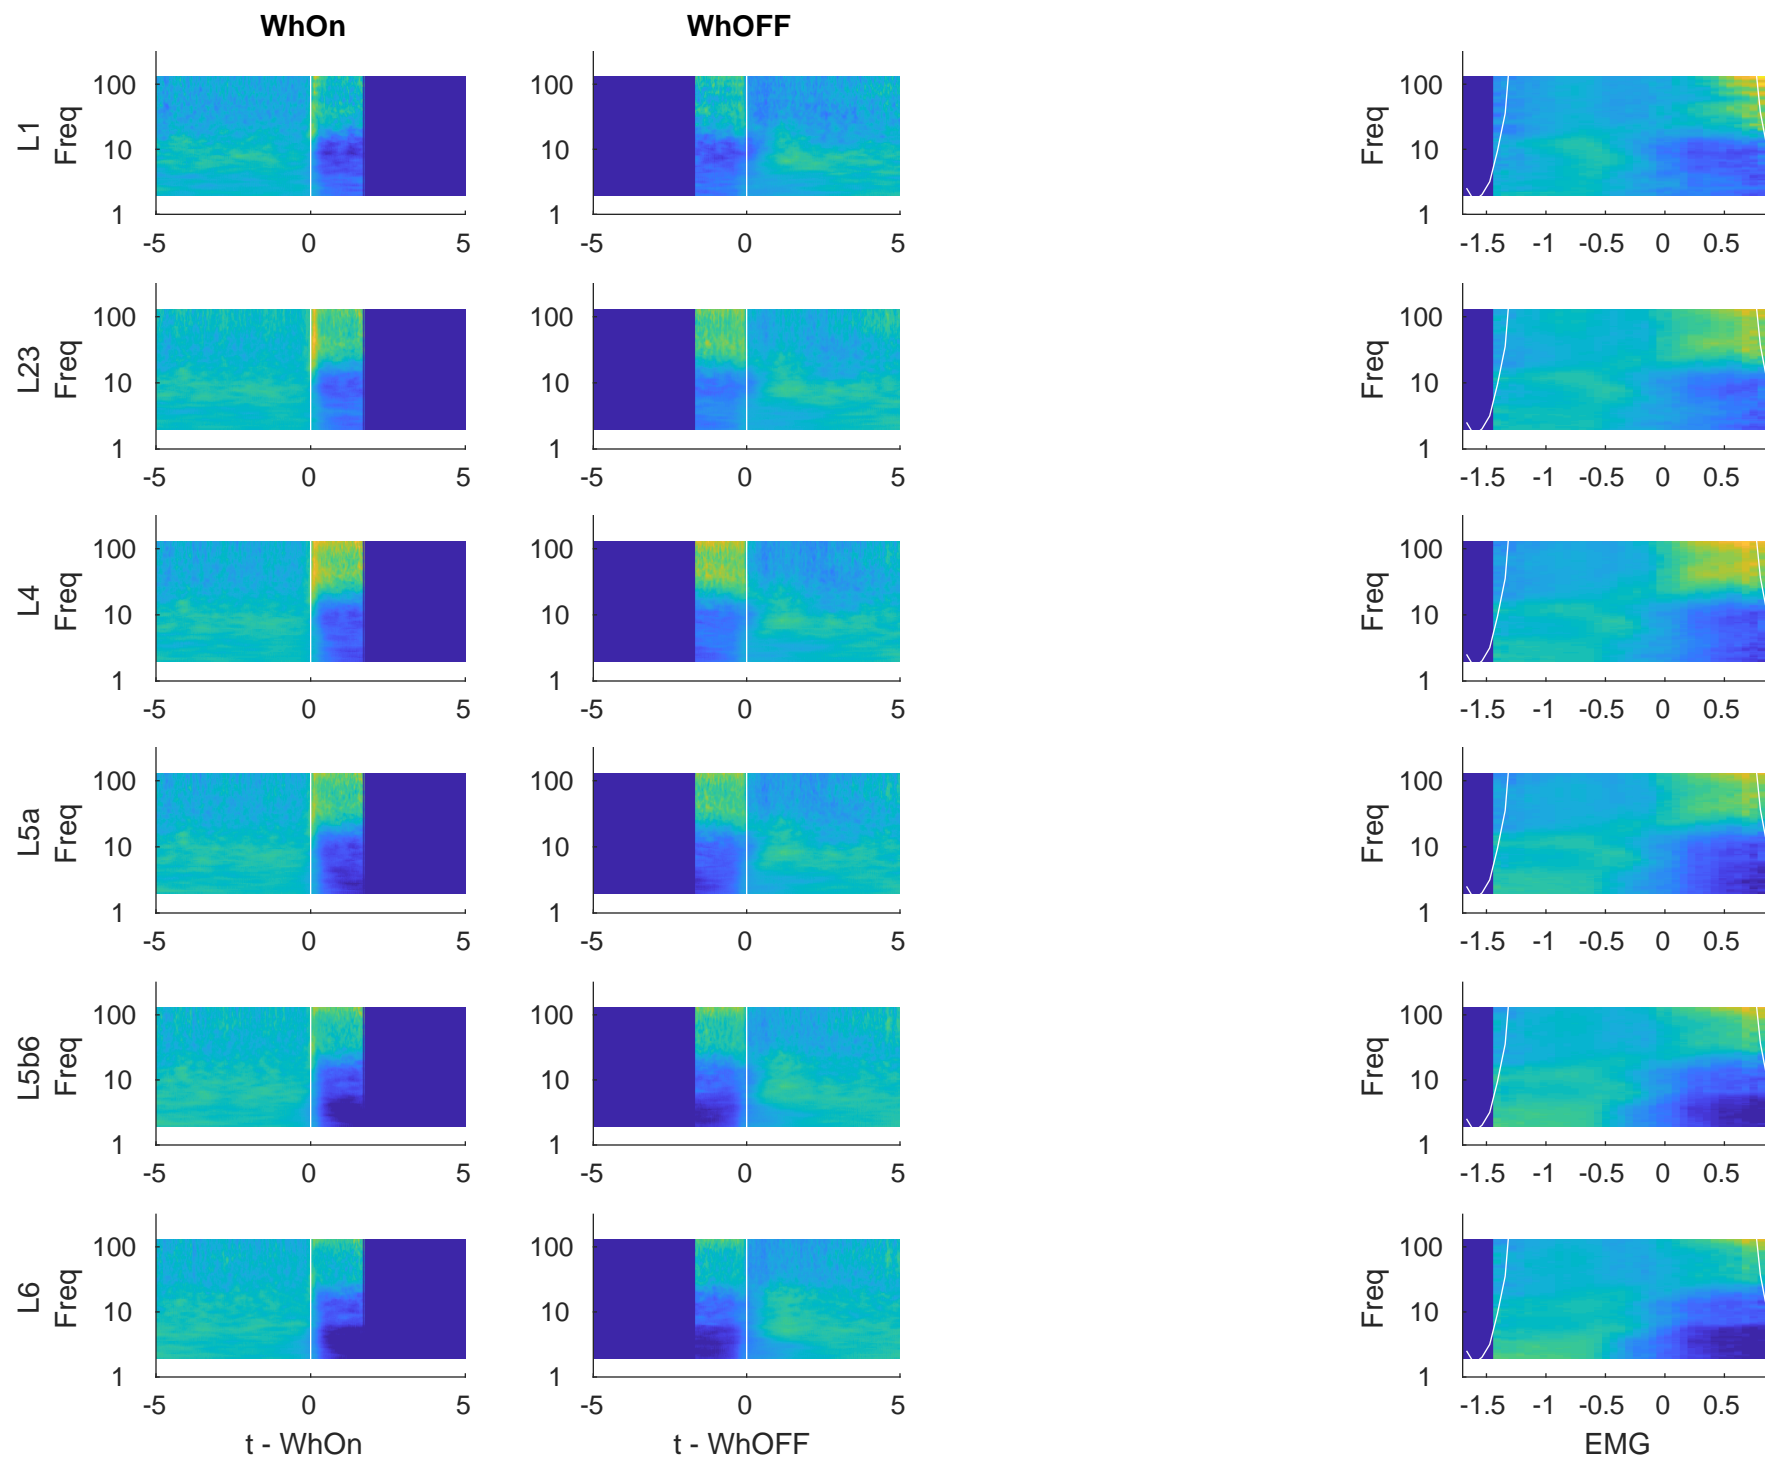 WhOn WhOFF
L1 Freq 100 10 1 100 10 1 Freq 100 10 1
-5 0 5 -5 0 5 -1.5 -1 -0.5 0 0.5
L23 Freq 100 10 1 100 10 1 Freq 100 10 1
-5 0 5 -5 0 5 -1.5 -1 -0.5 0 0.5
L4 Freq 100 10 1 100 10 1 Freq 100 10 1
-5 0 5 -5 0 5 -1.5 -1 -0.5 0 0.5
L5a Freq 100 10 1 100 10 1 Freq 100 10 1
-5 0 5 -5 0 5 -1.5 -1 -0.5 0 0.5
L5b6 Freq 100 10 1 100 10 1 Freq 100 10 1
-5 0 5 -5 0 5 -1.5 -1 -0.5 0 0.5
L6 Freq 100 10 1 100 10 1 Freq 100 10 1
-5 0 5 -5 0 5 -1.5 -1 -0.5 0 0.5
t - WhOn t - WhOFF EMG